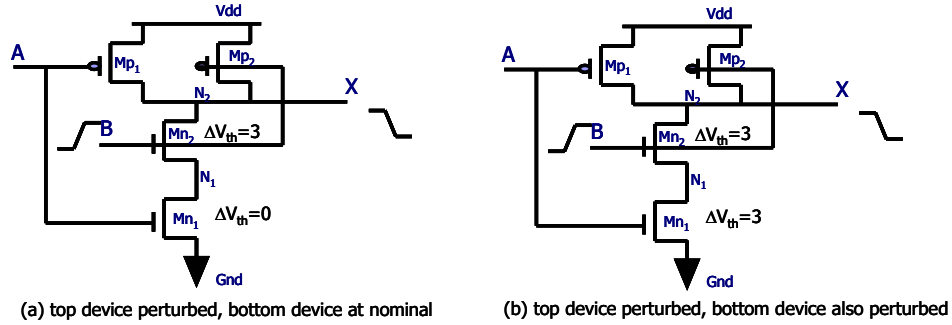 Vdd
A
Mp₁
Mp₂
X
N₂
B
Mn₂
ΔVth=3
N₁
Mn₁
ΔVth=0
Gnd
(a) top device perturbed, bottom device at nominal
Vdd
A
Mp₁
Mp₂
X
N₂
B
Mn₂
ΔVth=3
N₁
Mn₁
ΔVth=3
Gnd
(b) top device perturbed, bottom device also perturbed